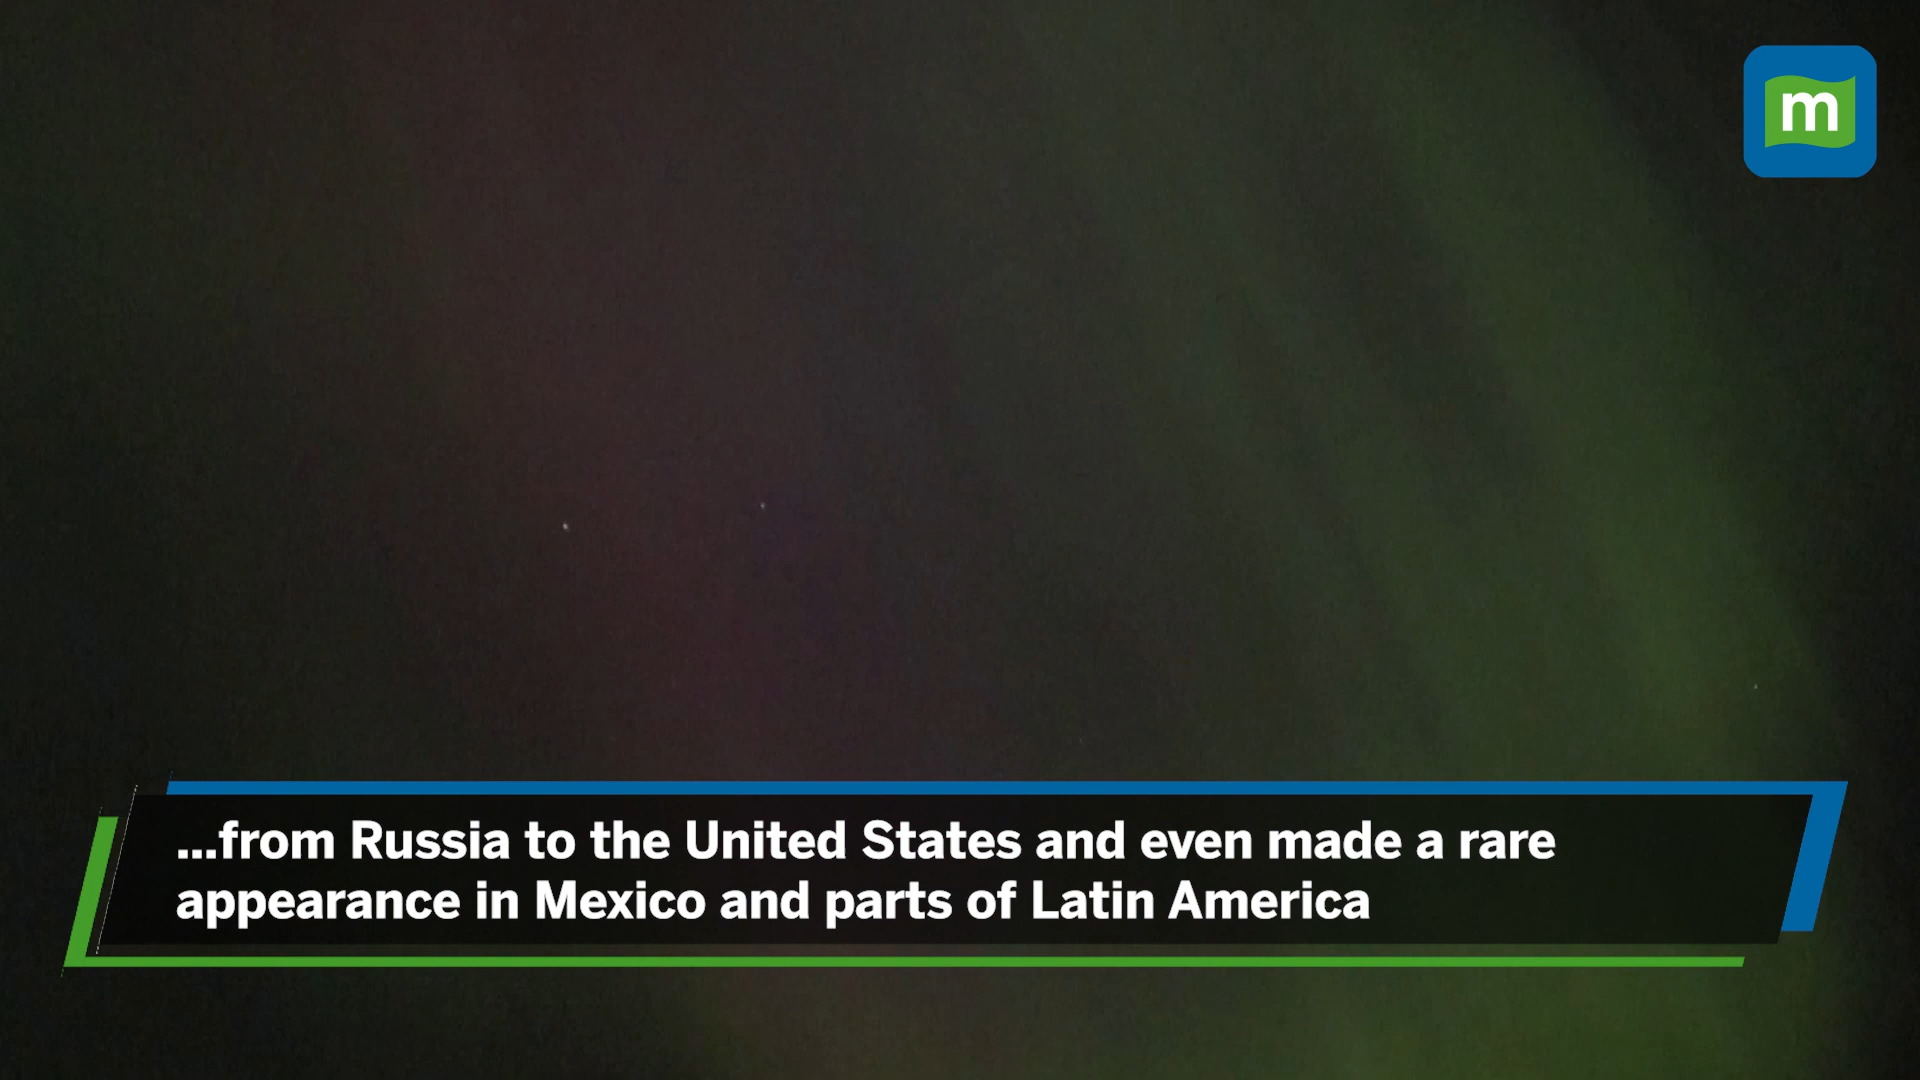 m
...from Russia to the United States and even made a rare
appearance in Mexico and parts of Latin America